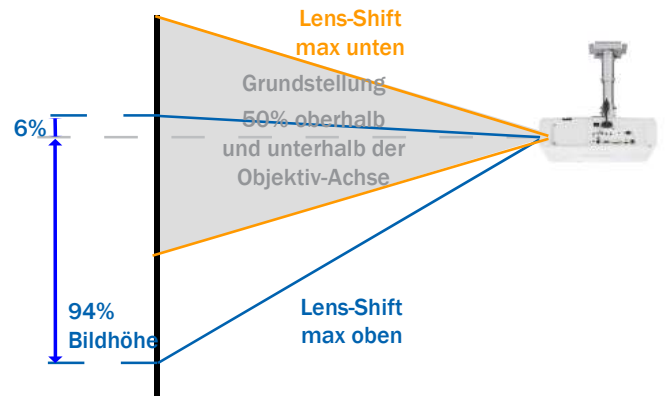 Lens-Shift
max unten
Grundstellung
50% oberhalb
und unterhalb der
Objektiv-Achse
6%
94%
Bildhöhe
Lens-Shift
max oben